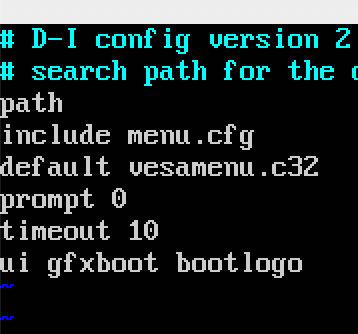 # D-I config version 2
# search path for the
path
include menu.cfg
default vesamenu.c32
prompt 0
timeout 10
ui gfxboot bootlogo
~
~